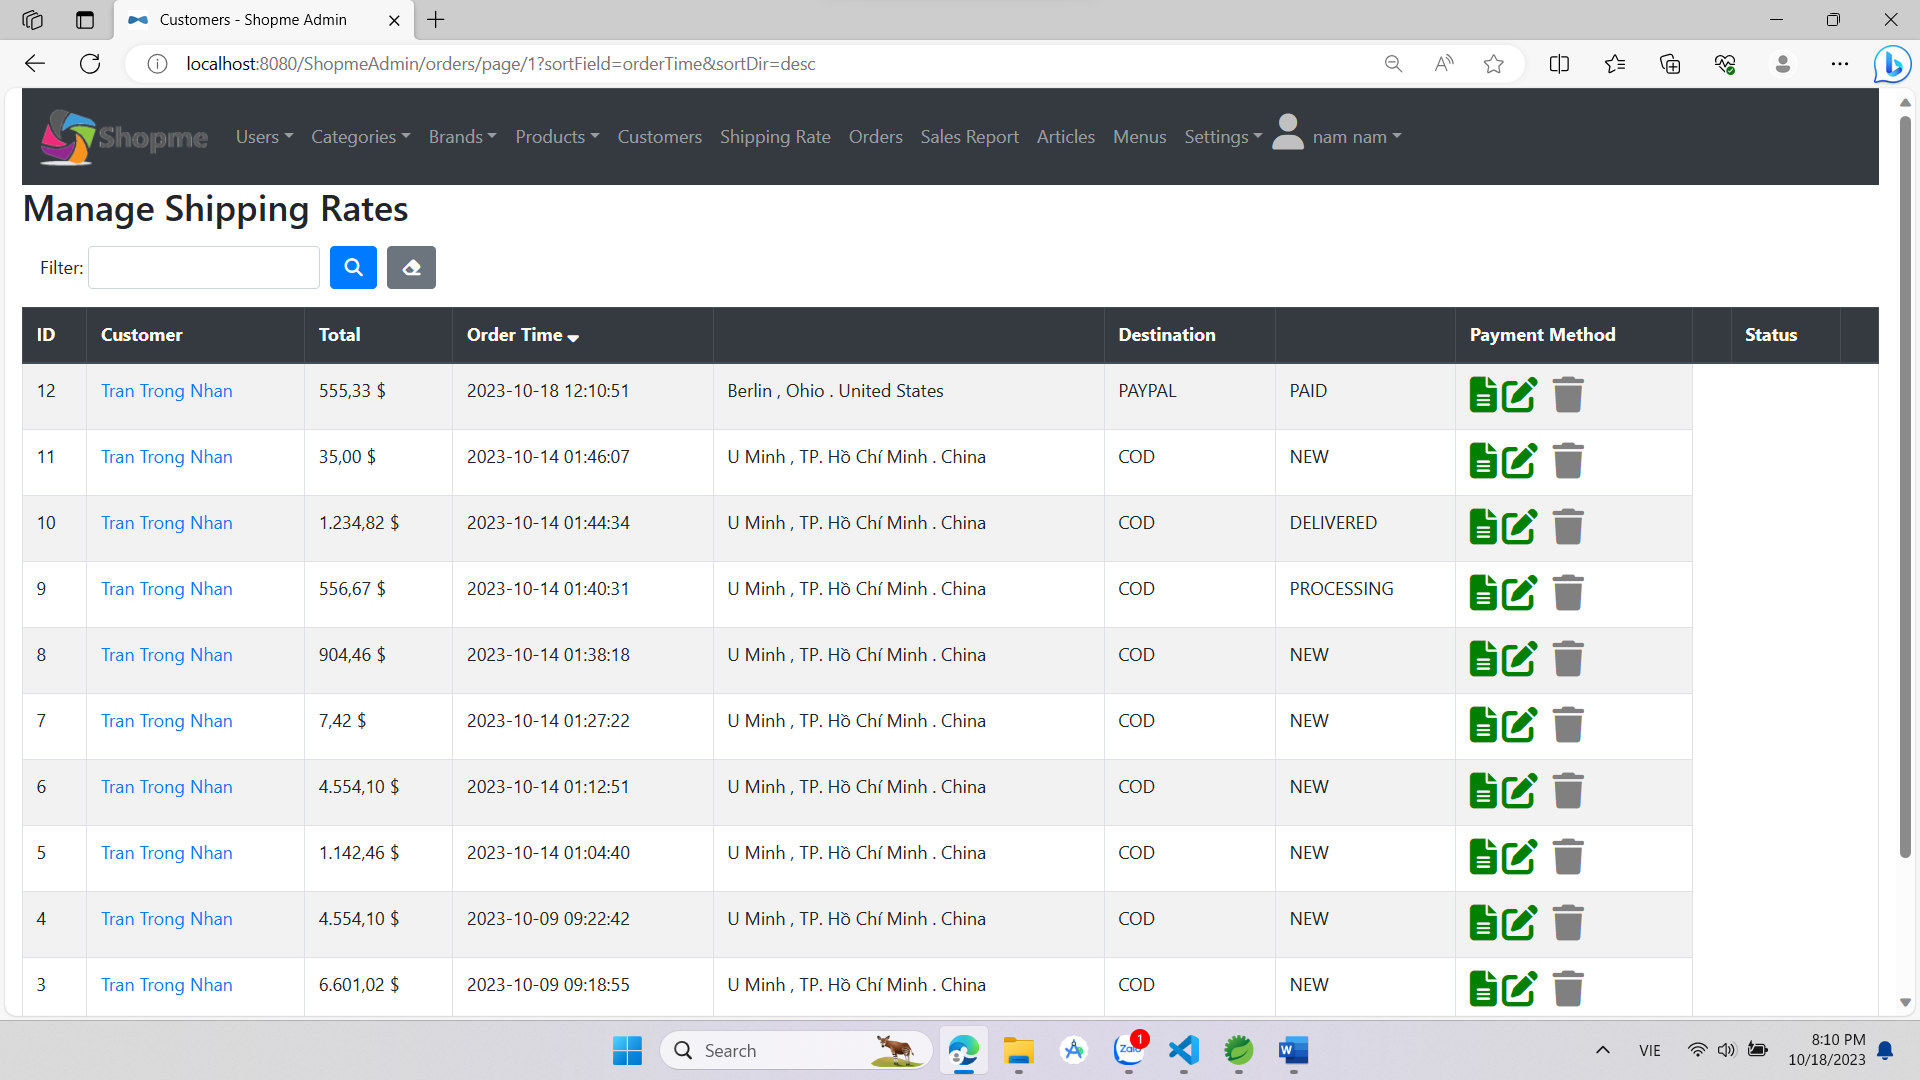 Customers - Shopme Admin
localhost:8080/ShopmeAdmin/orders/page/1?sortField=orderTime&sortDir=desc
Shopme Users Categories Brands Products Customers Shipping Rate Orders Sales Report Articles Menus Settings nam nam
Manage Shipping Rates
Filter:
ID Customer Total Order Time Destination Payment Method Status
12 Tran Trong Nhan 555,33 $ 2023-10-18 12:10:51 Berlin , Ohio . United States PAYPAL PAID
11 Tran Trong Nhan 35,00 $ 2023-10-14 01:46:07 U Minh , TP. Hồ Chí Minh . China COD NEW
10 Tran Trong Nhan 1.234,82 $ 2023-10-14 01:44:34 U Minh , TP. Hồ Chí Minh . China COD DELIVERED
9 Tran Trong Nhan 556,67 $ 2023-10-14 01:40:31 U Minh , TP. Hồ Chí Minh . China COD PROCESSING
8 Tran Trong Nhan 904,46 $ 2023-10-14 01:38:18 U Minh , TP. Hồ Chí Minh . China COD NEW
7 Tran Trong Nhan 7,42 $ 2023-10-14 01:27:22 U Minh , TP. Hồ Chí Minh . China COD NEW
6 Tran Trong Nhan 4.554,10 $ 2023-10-14 01:12:51 U Minh , TP. Hồ Chí Minh . China COD NEW
5 Tran Trong Nhan 1.142,46 $ 2023-10-14 01:04:40 U Minh , TP. Hồ Chí Minh . China COD NEW
4 Tran Trong Nhan 4.554,10 $ 2023-10-09 09:22:42 U Minh , TP. Hồ Chí Minh . China COD NEW
3 Tran Trong Nhan 6.601,02 $ 2023-10-09 09:18:55 U Minh , TP. Hồ Chí Minh . China COD NEW
Search Zalo 1 W VIE 8:10 PM
10/18/2023